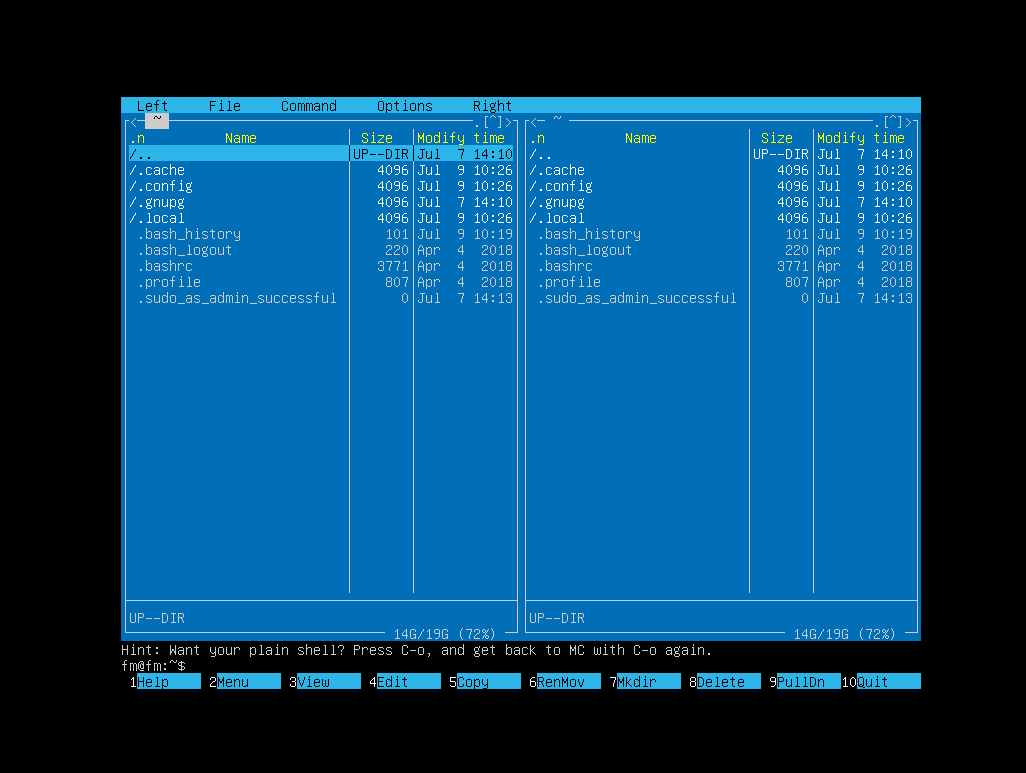 Left File Command Options Right
<─ ~ ─.[^]> <─ ~ ─.[^]>
.n Name Size Modify time .n Name Size Modify time
/.. UP--DIR Jul 7 14:10 /.. UP--DIR Jul 7 14:10
/.cache 4096 Jul 9 10:26 /.cache 4096 Jul 9 10:26
/.config 4096 Jul 9 10:26 /.config 4096 Jul 9 10:26
/.gnupg 4096 Jul 7 14:10 /.gnupg 4096 Jul 7 14:10
/.local 4096 Jul 9 10:26 /.local 4096 Jul 9 10:26
.bash_history 101 Jul 9 10:19 .bash_history 101 Jul 9 10:19
.bash_logout 220 Apr 4 2018 .bash_logout 220 Apr 4 2018
.bashrc 3771 Apr 4 2018 .bashrc 3771 Apr 4 2018
.profile 807 Apr 4 2018 .profile 807 Apr 4 2018
.sudo_as_admin_successful 0 Jul 7 14:13 .sudo_as_admin_successful 0 Jul 7 14:13
UP--DIR UP--DIR
14G/19G (72%) 14G/19G (72%)
Hint: Want your plain shell? Press C-o, and get back to MC with C-o again.
fm@fm:~$
1Help 2Menu 3View 4Edit 5Copy 6RenMov 7Mkdir 8Delete 9PullDn 10Quit